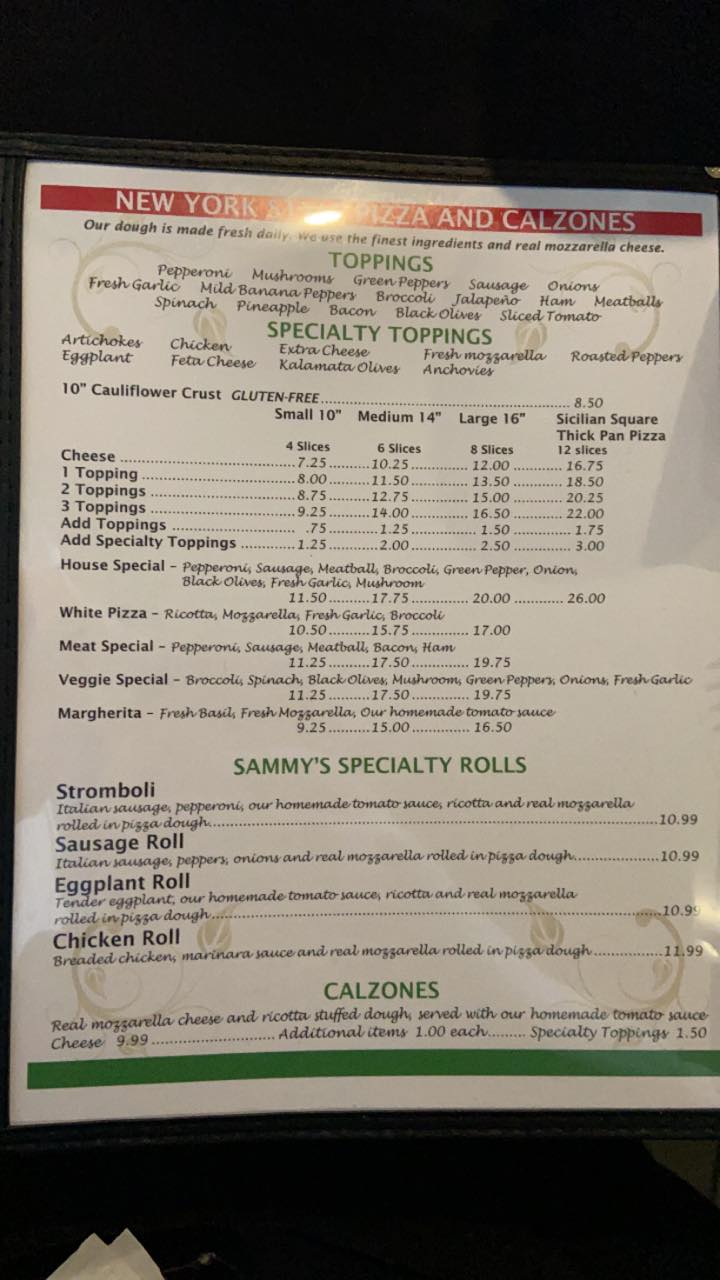 NEW YORK STYLE PIZZA AND CALZONES
Our dough is made fresh daily. We use the finest ingredients and real mozzarella cheese.
TOPPINGS
Pepperoni Mushrooms Green Peppers Sausage Onions
Fresh Garlic Mild Banana Peppers Broccoli Jalapeño Ham Meatballs
Spinach Pineapple Bacon Black Olives Sliced Tomato
SPECIALTY TOPPINGS
Artichokes Chicken Extra Cheese Fresh mozzarella Roasted Peppers
Eggplant Feta Cheese Kalamata Olives Anchovies
10" Cauliflower Crust GLUTEN-FREE.......................................................... 8.50
Small 10" Medium 14" Large 16" Sicilian Square
Thick Pan Pizza
4 Slices 6 Slices 8 Slices 12 slices
Cheese ........................................7.25..........10.25.............. 12.00 ............ 16.75
1 Topping ....................................8.00..........11.50.............. 13.50 ............ 18.50
2 Toppings ..................................8.75..........12.75.............. 15.00 ............ 20.25
3 Toppings ..................................9.25..........14.00.............. 16.50 ............ 22.00
Add Toppings ............................ .75............1.25.............. 1.50 ............ 1.75
Add Specialty Toppings .............1.25............2.00.............. 2.50 ............ 3.00
House Special – Pepperoni, Sausage, Meatball, Broccoli, Green Pepper, Onion,
Black Olives, Fresh Garlic, Mushroom
11.50..........17.75.............. 20.00 ............ 26.00
White Pizza – Ricotta, Mozzarella, Fresh Garlic, Broccoli
10.50..........15.75.............. 17.00
Meat Special – Pepperoni, Sausage, Meatball, Bacon, Ham
11.25..........17.50.............. 19.75
Veggie Special – Broccoli, Spinach, Black Olives, Mushroom, Green Peppers, Onions, Fresh Garlic
11.25..........17.50.............. 19.75
Margherita – Fresh Basil, Fresh Mozzarella, Our homemade tomato sauce
9.25..........15.00.............. 16.50
SAMMY'S SPECIALTY ROLLS
Stromboli
Italian sausage, pepperoni, our homemade tomato sauce, ricotta and real mozzarella
rolled in pizza dough..........................................................................................10.99
Sausage Roll
Italian sausage, peppers, onions and real mozzarella rolled in pizza dough.................10.99
Eggplant Roll
Tender eggplant, our homemade tomato sauce, ricotta and real mozzarella
rolled in pizza dough..........................................................................................10.99
Chicken Roll
Breaded chicken, marinara sauce and real mozzarella rolled in pizza dough..............11.99
CALZONES
Real mozzarella cheese and ricotta stuffed dough, served with our homemade tomato sauce
Cheese 9.99 .......................... Additional items 1.00 each......... Specialty Toppings 1.50